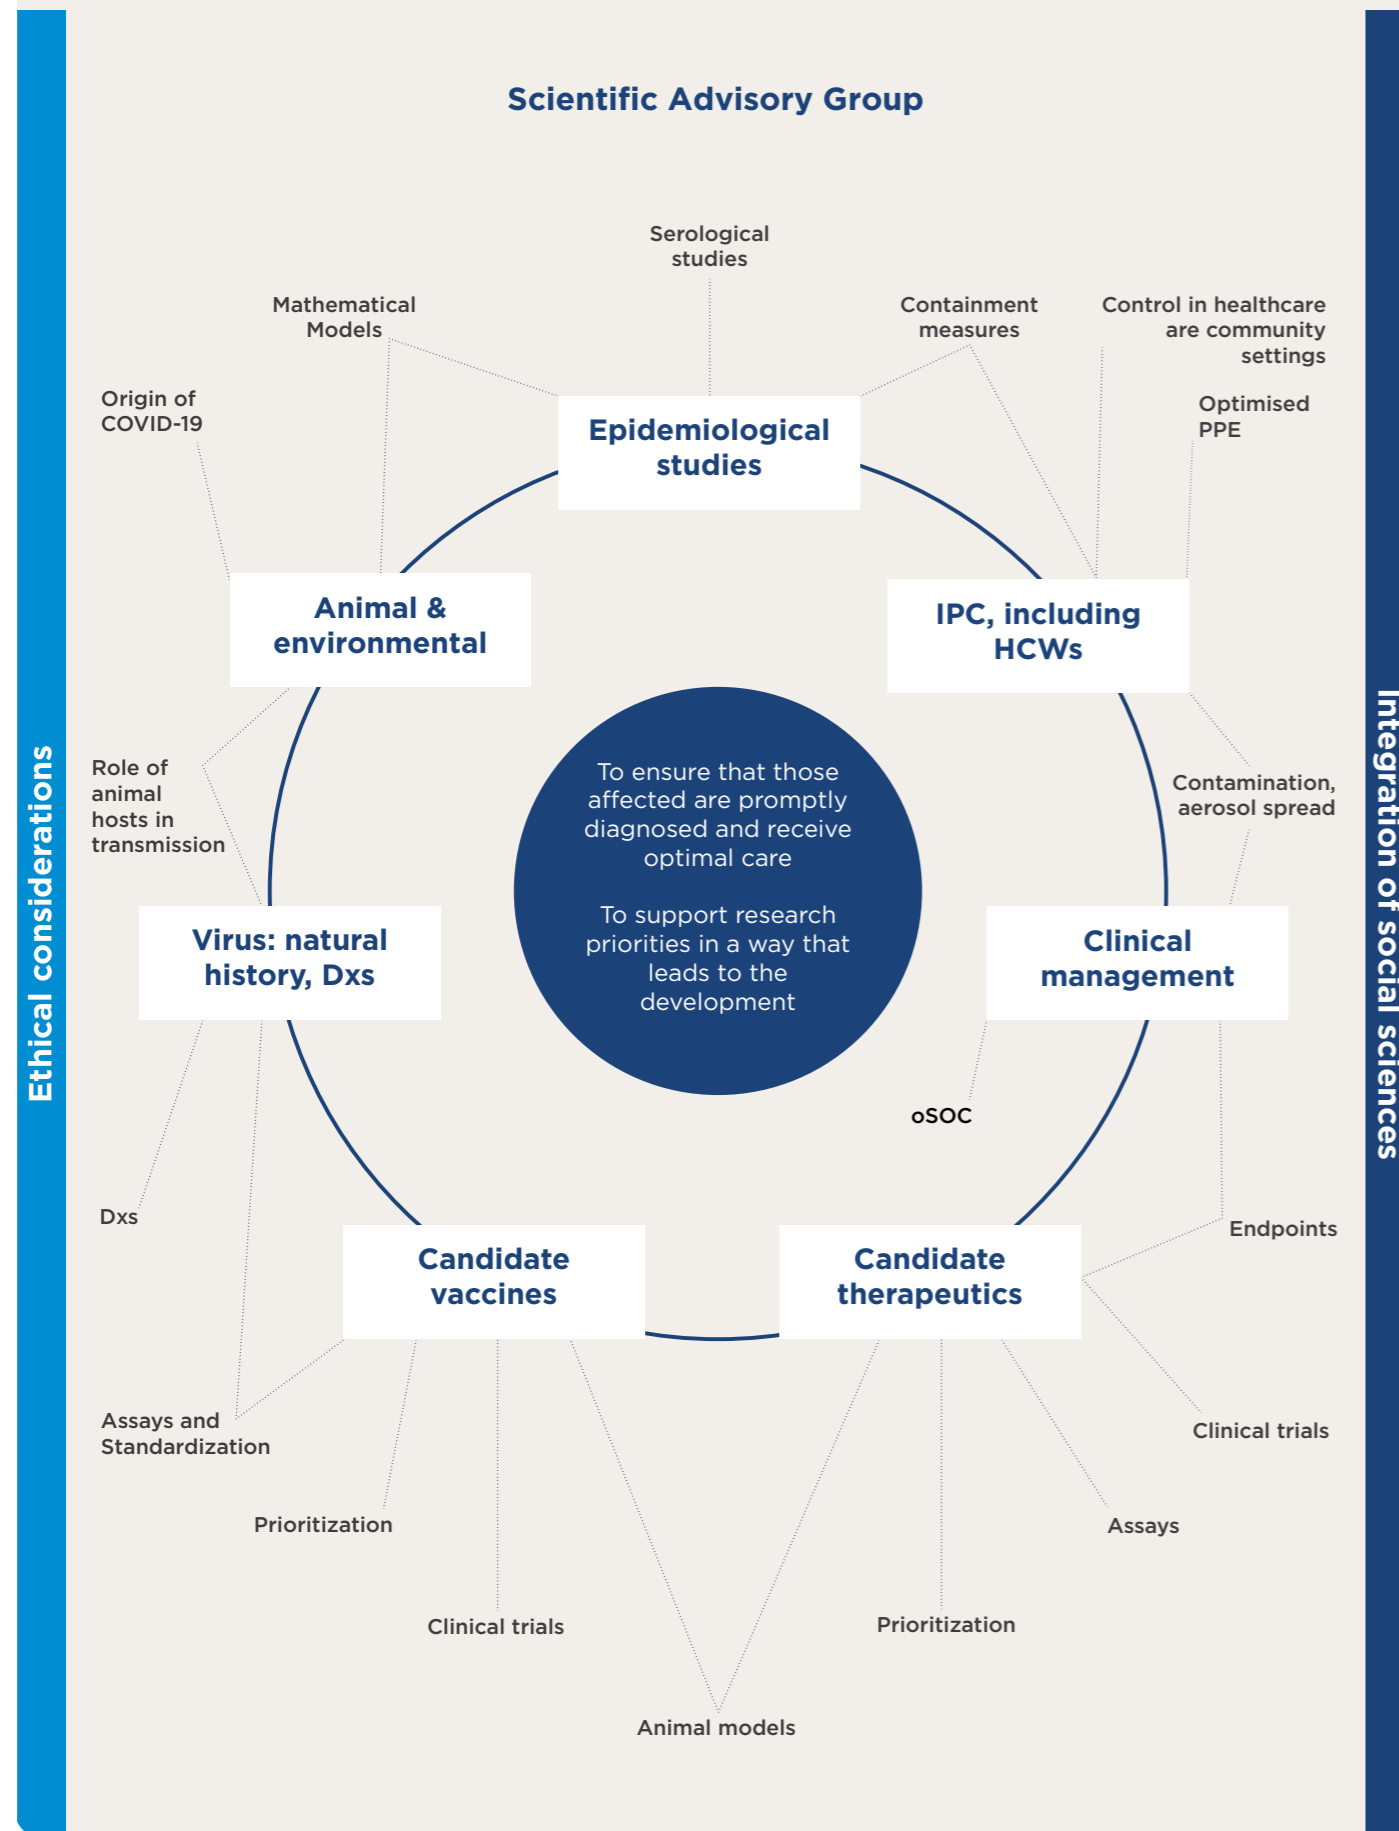 Scientific Advisory Group
Serological
studies
Mathematical
Models
Containment
measures
Control in healthcare
are community
settings
Origin of
COVID-19
Optimised
PPE
Epidemiological
studies
Animal &
environmental
IPC, including
HCWs
Role of
animal
hosts in
transmission
To ensure that those
affected are promptly
diagnosed and receive
optimal care
To support research
priorities in a way that
leads to the
development
Contamination,
aerosol spread
Virus: natural
history, Dxs
Clinical
management
oSOC
Dxs
Endpoints
Candidate
vaccines
Candidate
therapeutics
Assays and
Standardization
Clinical trials
Prioritization
Assays
Clinical trials
Prioritization
Animal models
Ethical considerations
Integration of social sciences